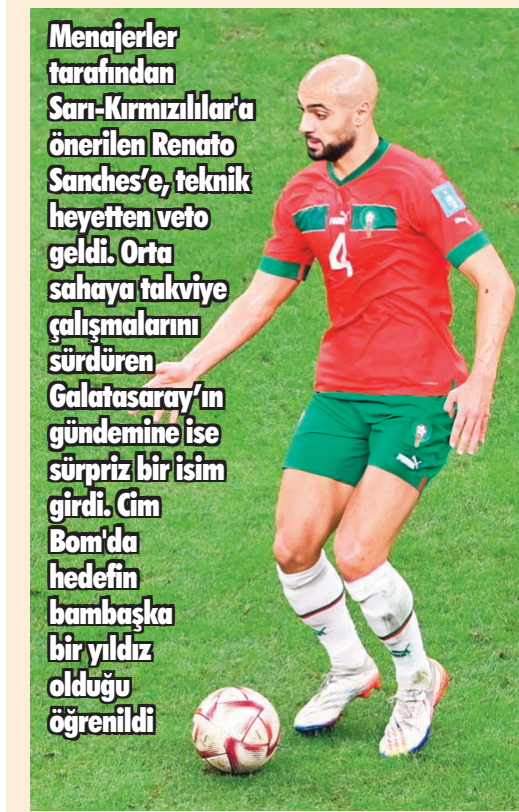 Menajerler
tarafından
Sarı-Kırmızılılar'a
önerilen Renato
Sanches’e, teknik
heyetten veto
geldi. Orta
sahaya takviye
çalışmalarını
sürdüren
Galatasaray’ın
gündemine ise
sürpriz bir isim
girdi. Cim
Bom'da
hedefin
bambaşka
bir yıldız
olduğu
öğrenildi
4